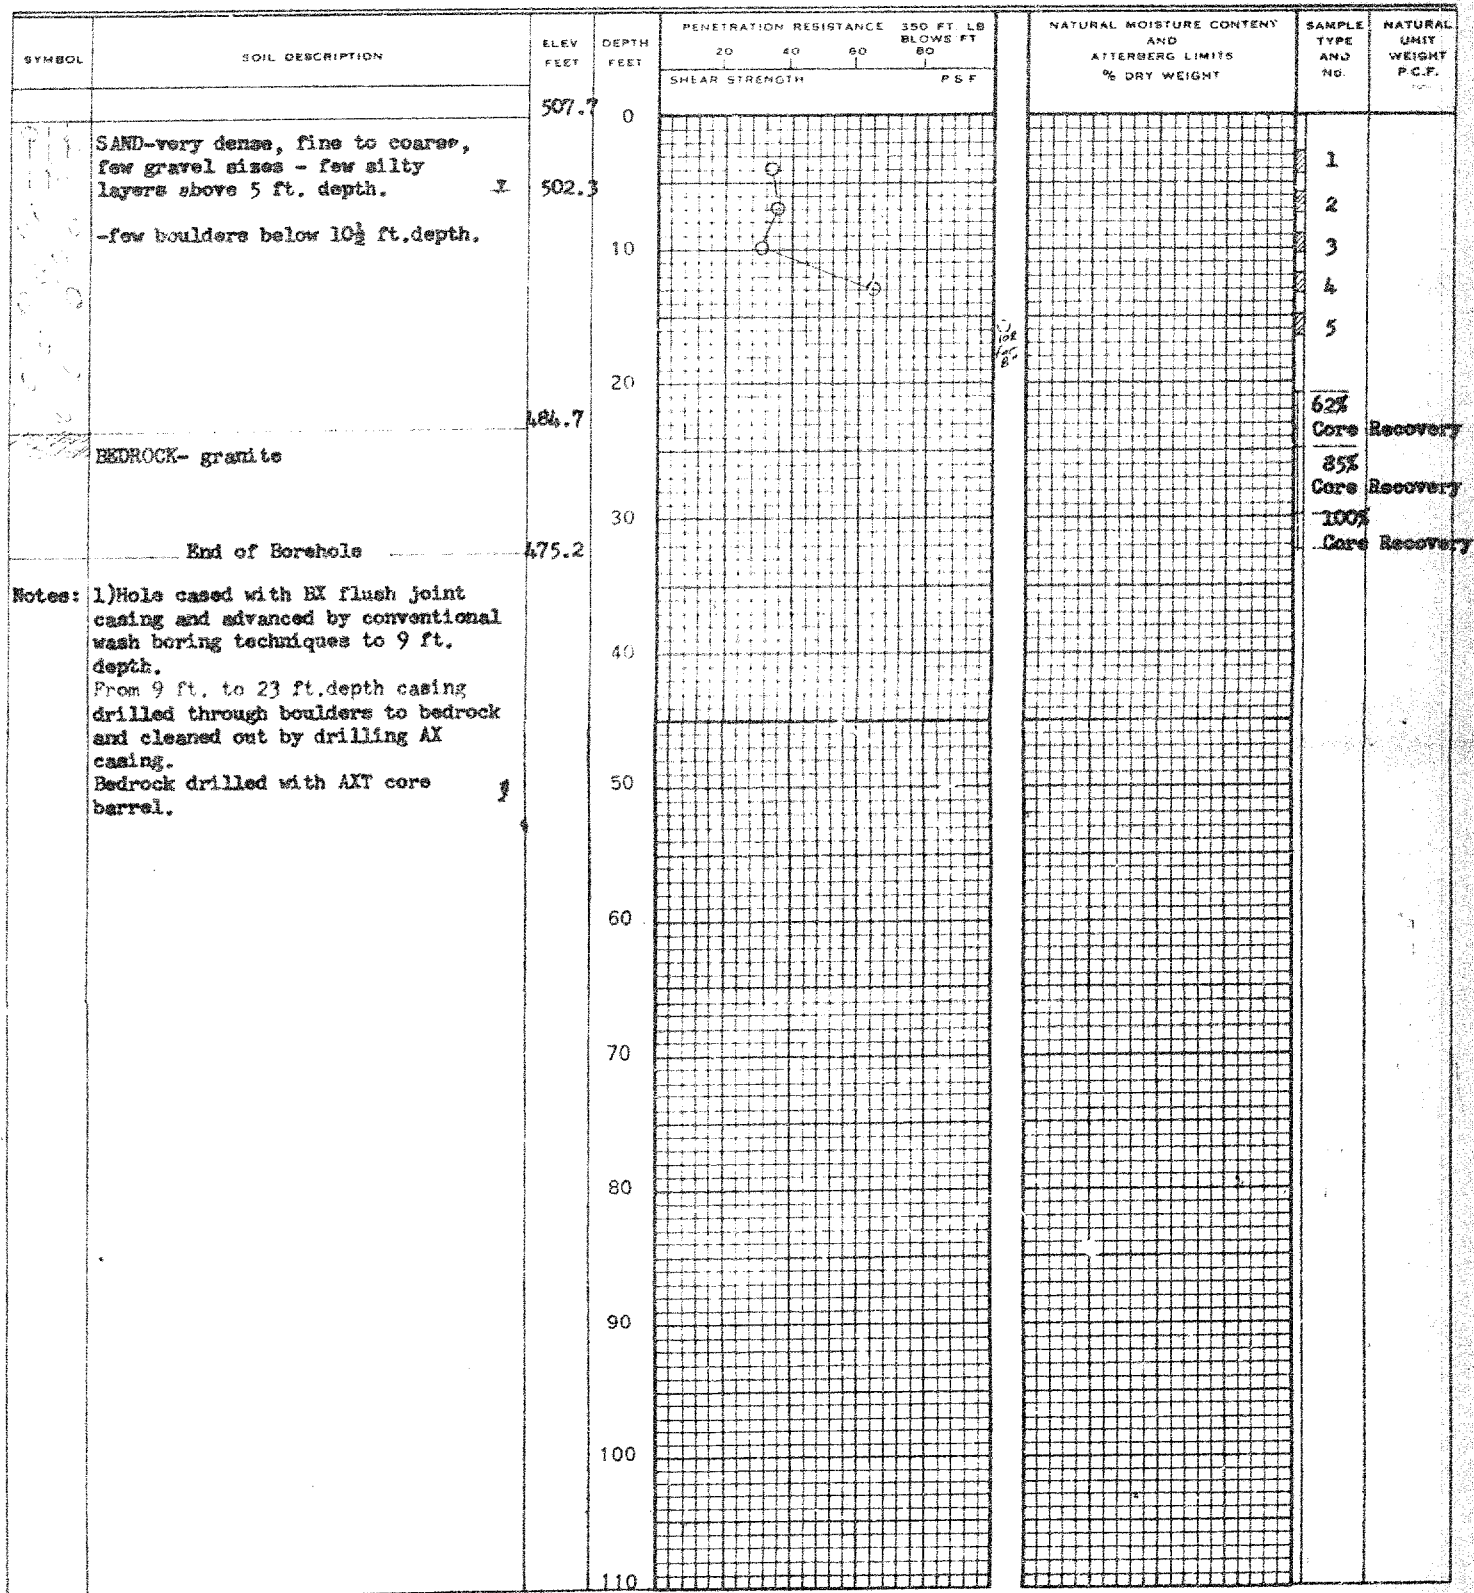 SYMBOL
SOIL DESCRIPTION
ELEV
FEET
DEPTH
FEET
PENETRATION RESISTANCE 350 FT. LB
BLOWS FT
20 40 60 80
SHEAR STRENGTH P S F
NATURAL MOISTURE CONTENT
AND
ATTERBERG LIMITS
% DRY WEIGHT
SAMPLE
TYPE
AND
No.
NATURAL
UNIT
WEIGHT
P.C.F.
507.7
0
SAND-very dense, fine to coarse,
few gravel sizes - few silty
layers above 5 ft. depth.
502.3
-few boulders below 10½ ft.depth.
10
1
2
3
4
5
20
484.7
62%
Core Recovery
BEDROCK- granite
85%
Core Recovery
30
100%
Core Recovery
End of Borehole
475.2
Notes: 1)Hole cased with BX flush joint
casing and advanced by conventional
wash boring techniques to 9 ft.
depth.
From 9 ft. to 23 ft.depth casing
drilled through boulders to bedrock
and cleaned out by drilling AX
casing.
Bedrock drilled with AXT core
barrel.
40
50
60
70
80
90
100
110